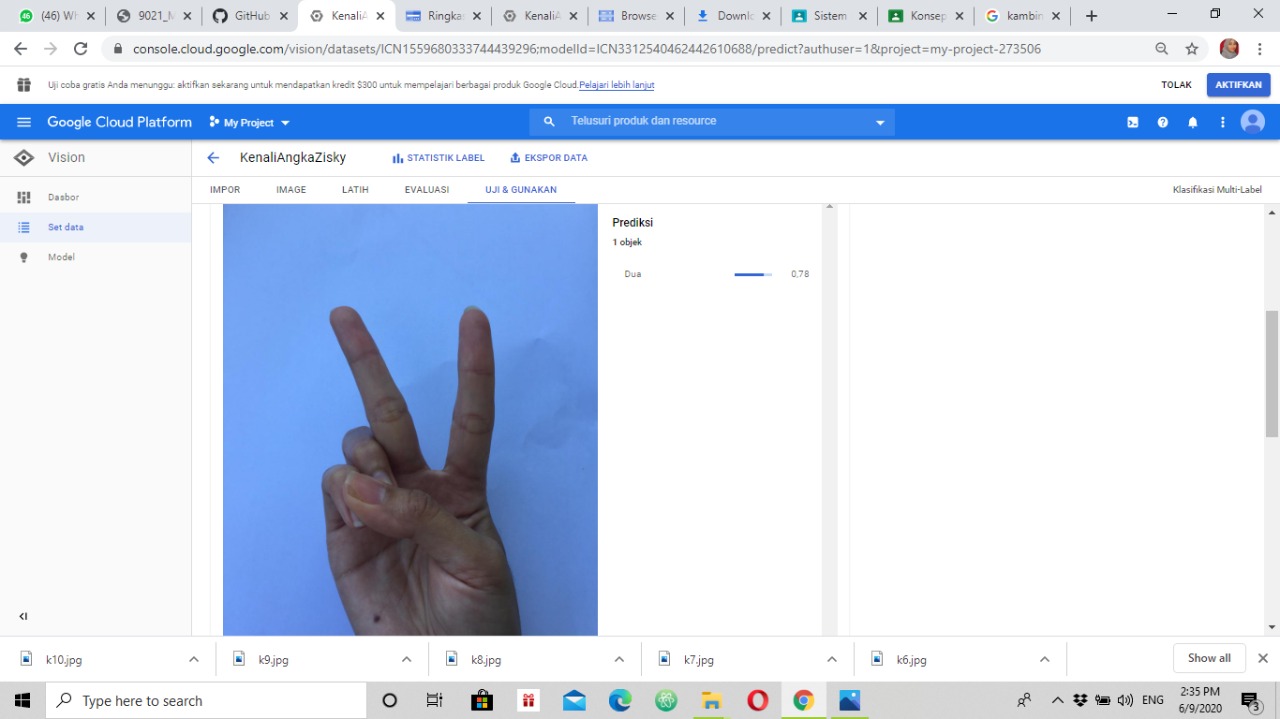 (46) Wh
9021_M
GitHub
KenaliA
Ringkas
KenaliA
Browse
Downlo
Sistem
Konsep
kambin
console.cloud.google.com/vision/datasets/ICN1559680333744439296;modelId=ICN3312540462442610688/predict?authuser=1&project=my-project-273506
Uji coba gratis Anda menunggu: aktifkan sekarang untuk mendapatkan kredit $300 untuk mempelajari berbagai produk Google Cloud. Pelajari lebih lanjut
TOLAK
AKTIFKAN
Google Cloud Platform
My Project
Telusuri produk dan resource
Vision
KenaliAngkaZisky
STATISTIK LABEL
EKSPOR DATA
IMPOR
IMAGE
LATIH
EVALUASI
UJI & GUNAKAN
Klasifikasi Multi-Label
Dasbor
Set data
Model
Prediksi
1 objek
Dua 0,78
k10.jpg
k9.jpg
k8.jpg
k7.jpg
k6.jpg
Show all
Type here to search
ENG
3:35 PM
6/9/2020
3